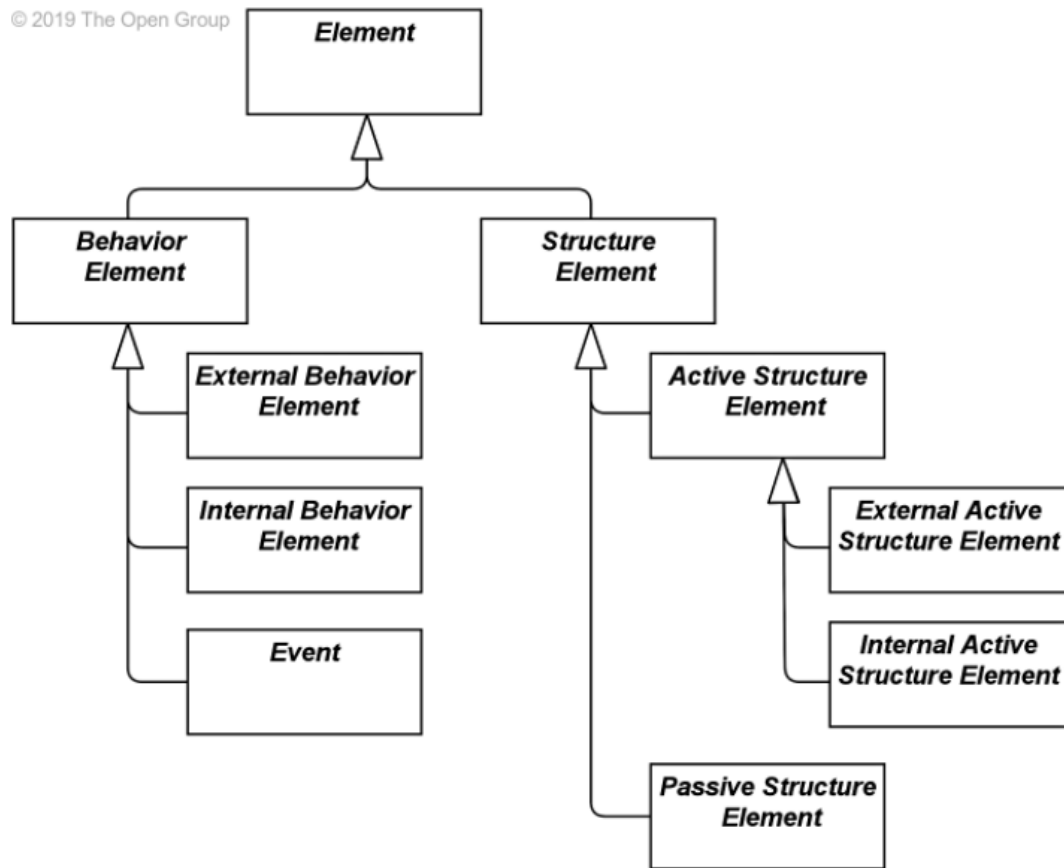 © 2019 The Open Group
Element
Behavior
Element
Structure
Element
External Behavior
Element
Internal Behavior
Element
Event
Active Structure
Element
External Active
Structure Element
Internal Active
Structure Element
Passive Structure
Element